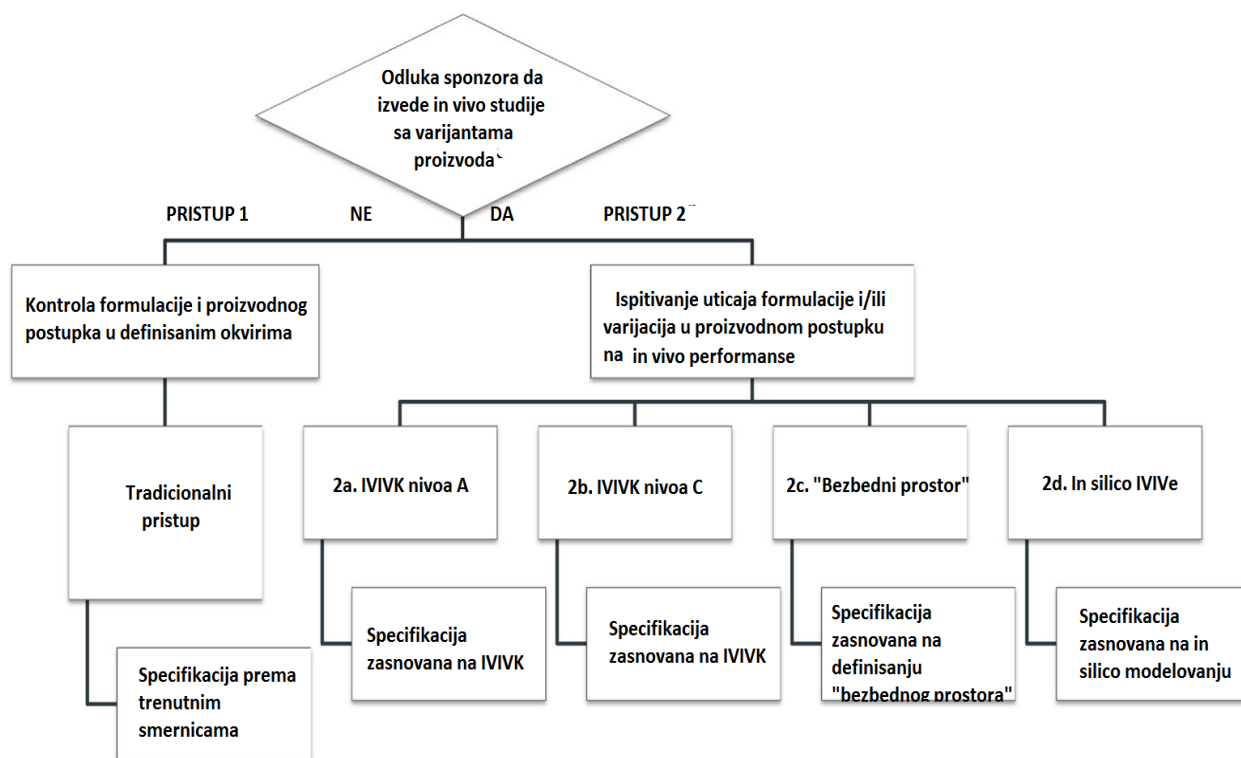 Odluka sponzora da
izvede in vivo studije
sa varijantama
proizvoda
PRISTUP 1
NE
DA
PRISTUP 2
Kontrola formulacije i proizvodnog
postupka u definisanim okvirima
Ispitivanje uticaja formulacije i/ili
varijacija u proizvodnom postupku
na in vivo performanse
Tradicionalni
pristup
2a. IVIVK nivoa A
2b. IVIVK nivoa C
2c. "Bezbedni prostor"
2d. In silico IVIVe
Specifikacija prema
trenutnim
smernicama
Specifikacija
zasnovana na IVIVK
Specifikacija
zasnovana na IVIVK
Specifikacija
zasnovana na
definisanju
"bezbednog prostora"
Specifikacija
zasnovana na in
silico modelovanju